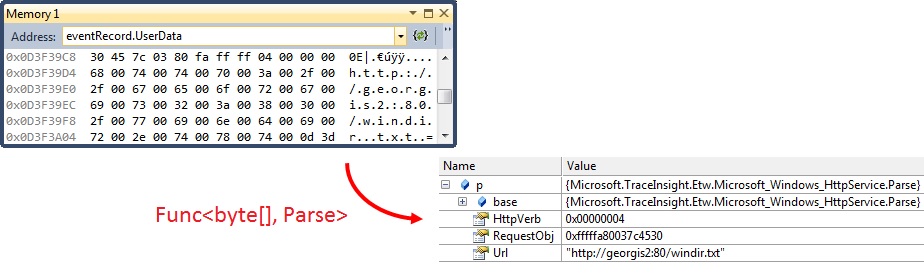 Memory 1
Address: eventRecord.UserData
0x0D3F39C8 30 45 7c 03 80 fa ff ff 04 00 00 00 0E|.€úÿÿ....
0x0D3F39D4 68 00 74 00 74 00 70 00 3a 00 2f 00 h.t.t.p.:./.
0x0D3F39E0 2f 00 67 00 65 00 6f 00 72 00 67 00 /.g.e.o.r.g.
0x0D3F39EC 69 00 73 00 32 00 3a 00 38 00 30 00 i.s.2.:.8.0.
0x0D3F39F8 2f 00 77 00 69 00 6e 00 64 00 69 00 /.w.i.n.d.i.
0x0D3F3A04 72 00 2e 00 74 00 78 00 74 00 0d 3d r...t.x.t..=
Func<byte[], Parse>
Name Value
p {Microsoft.TraceInsight.Etw.Microsoft_Windows_HttpService.Parse}
base {Microsoft.TraceInsight.Etw.Microsoft_Windows_HttpService.Parse}
HttpVerb 0x00000004
RequestObj 0xfffffa80037c4530
Url "http://georgis2:80/windir.txt"